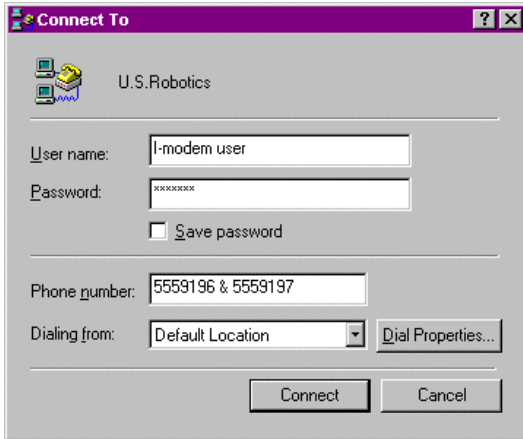 Connect To
U.S.Robotics
User name: I-modem user
Password: xxxxxxx
Save password
Phone number: 5559196 & 5559197
Dialing from: Default Location Dial Properties...
Connect Cancel